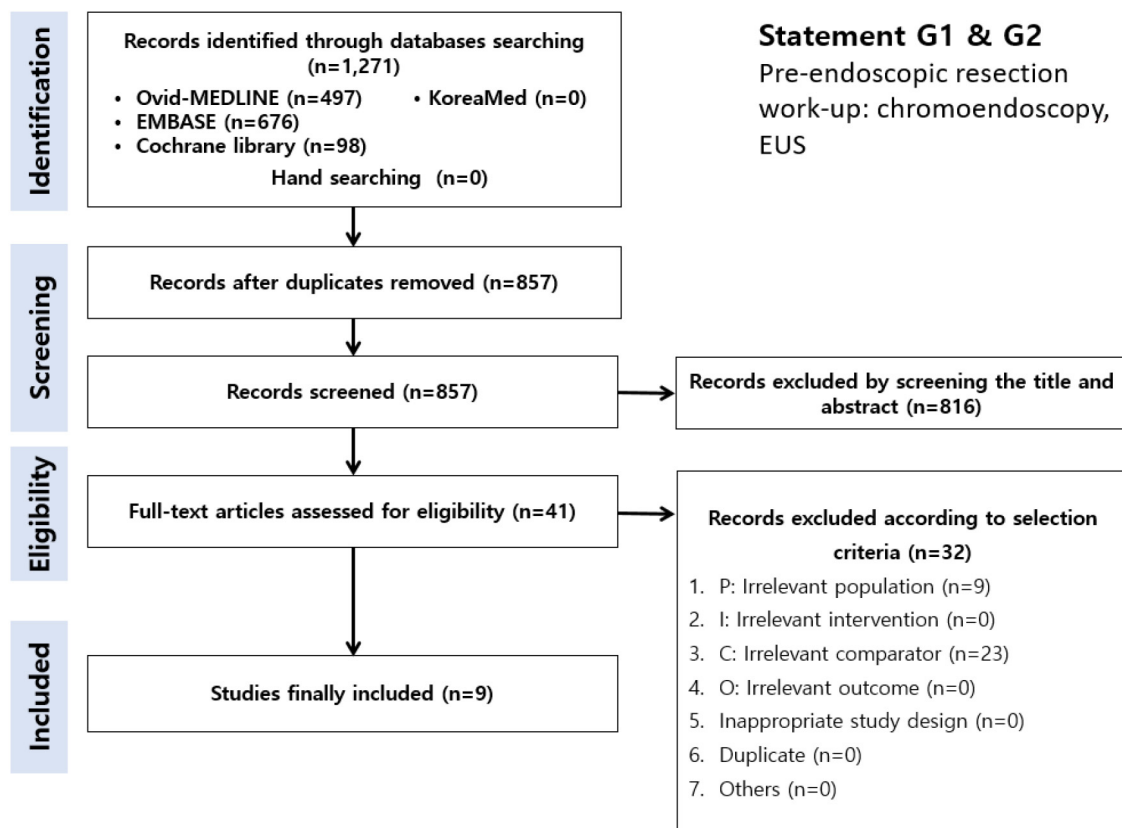 Statement G1 & G2
Pre-endoscopic resection
work-up: chromoendoscopy,
EUS
Identification
Records identified through databases searching
(n=1,271)
• Ovid-MEDLINE (n=497)
• KoreaMed (n=0)
• EMBASE (n=676)
• Cochrane library (n=98)
Hand searching (n=0)
Screening
Records after duplicates removed (n=857)
Records screened (n=857)
Records excluded by screening the title and
abstract (n=816)
Eligibility
Full-text articles assessed for eligibility (n=41)
Records excluded according to selection
criteria (n=32)
1. P: Irrelevant population (n=9)
2. I: Irrelevant intervention (n=0)
3. C: Irrelevant comparator (n=23)
4. O: Irrelevant outcome (n=0)
5. Inappropriate study design (n=0)
6. Duplicate (n=0)
7. Others (n=0)
Included
Studies finally included (n=9)